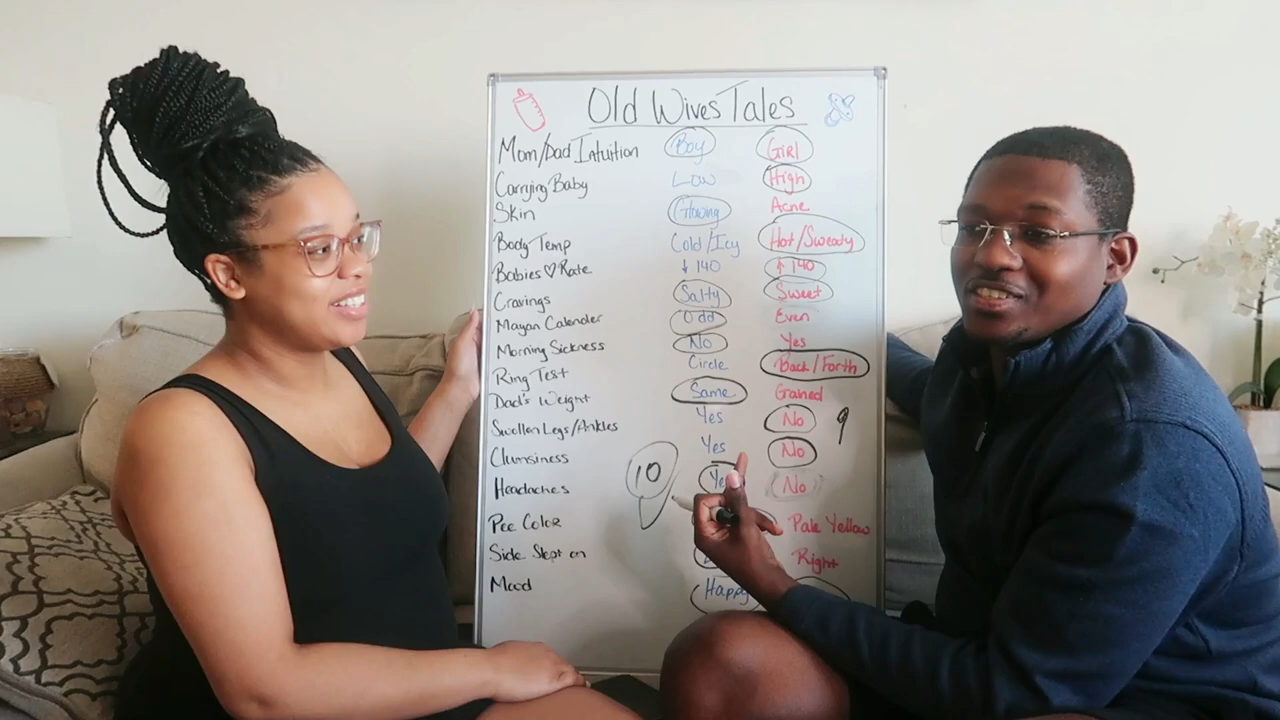 Old Wives Tales
Mom/Dad Intuition Boy Girl
Carrying Baby Low High
Skin Glowing Acne
Body Temp Cold/Icy Hot/Sweaty
Babies ♡ Rate ↓ 140 ↑ 140
Cravings Salty Sweet
Mayan Calender Odd Even
Morning Sickness No Yes
Ring Test Circle Back/Forth
Dad's Weight Same Gained
Swollen Legs/Ankles Yes No 9
Clumsiness Yes No
Headaches 10 Yes No
Pee Color Pale Yellow
Side Slept on Right
Mood Happy